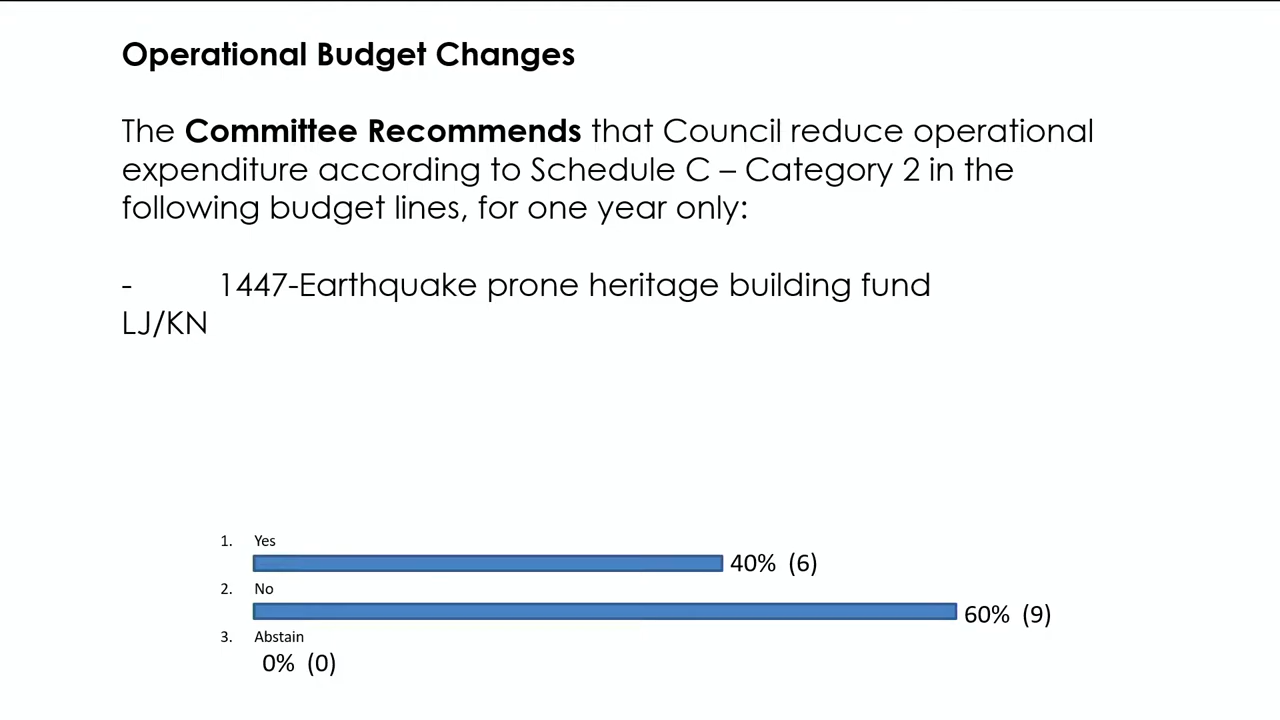 Operational Budget Changes
The Committee Recommends that Council reduce operational
expenditure according to Schedule C – Category 2 in the
following budget lines, for one year only:
- 1447-Earthquake prone heritage building fund
LJ/KN
1. Yes
40% (6)
2. No
60% (9)
3. Abstain
0% (0)